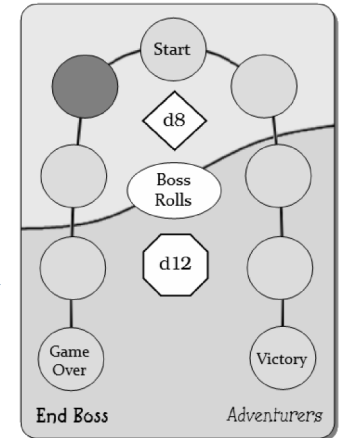 Start
d8
Boss
Rolls
d12
Game
Over
Victory
End Boss
Adventurers